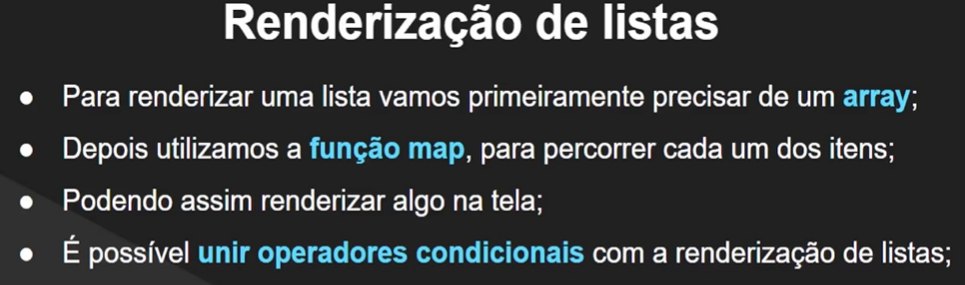 Renderização de listas
● Para renderizar uma lista vamos primeiramente precisar de um array;
● Depois utilizamos a função map, para percorrer cada um dos itens;
● Podendo assim renderizar algo na tela;
● É possível unir operadores condicionais com a renderização de listas;